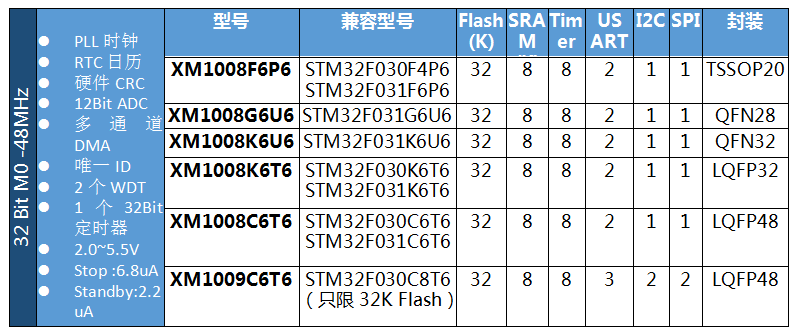 32 Bit M0 -48MHz
PLL 时钟
RTC 日历
硬件 CRC
12Bit ADC
多通道
DMA
唯一 ID
2 个 WDT
1 个 32Bit
定时器
2.0~5.5V
Stop :6.8uA
Standby:2.2
uA
型号 兼容型号 Flash (K) SRA M Tim er US ART I2C SPI 封装
XM1008F6P6 STM32F030F4P6 32 8 8 2 1 1 TSSOP20
STM32F031F6P6
XM1008G6U6 STM32F031G6U6 32 8 8 2 1 1 QFN28
XM1008K6U6 STM32F031K6U6 32 8 8 2 1 1 QFN32
XM1008K6T6 STM32F030K6T6 32 8 8 2 1 1 LQFP32
STM32F031K6T6
XM1008C6T6 STM32F030C6T6 32 8 8 2 1 1 LQFP48
STM32F031C6T6
XM1009C6T6 STM32F030C8T6 32 8 8 3 2 2 LQFP48
（只限 32K Flash）